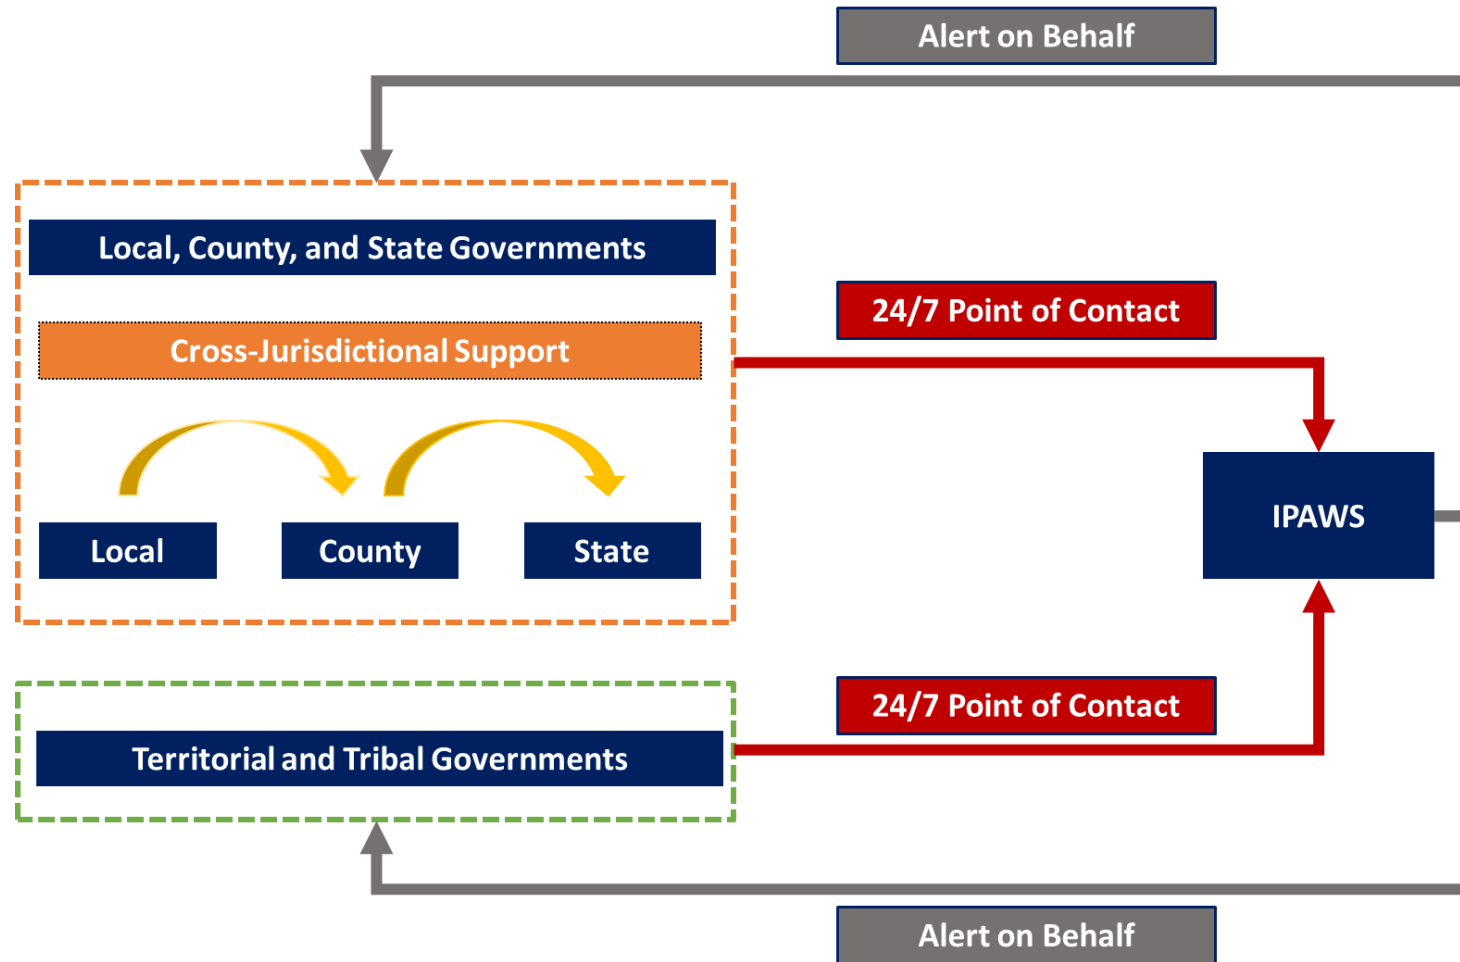 Alert on Behalf
Local, County, and State Governments
24/7 Point of Contact
Cross-Jurisdictional Support
IPAWS
Local
County
State
24/7 Point of Contact
Territorial and Tribal Governments
Alert on Behalf